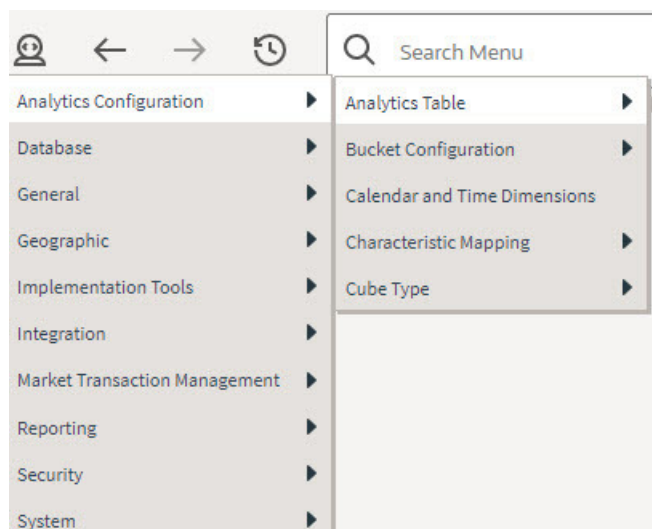 Search Menu
Analytics Configuration
Database
General
Geographic
Implementation Tools
Integration
Market Transaction Management
Reporting
Security
System
Analytics Table
Bucket Configuration
Calendar and Time Dimensions
Characteristic Mapping
Cube Type